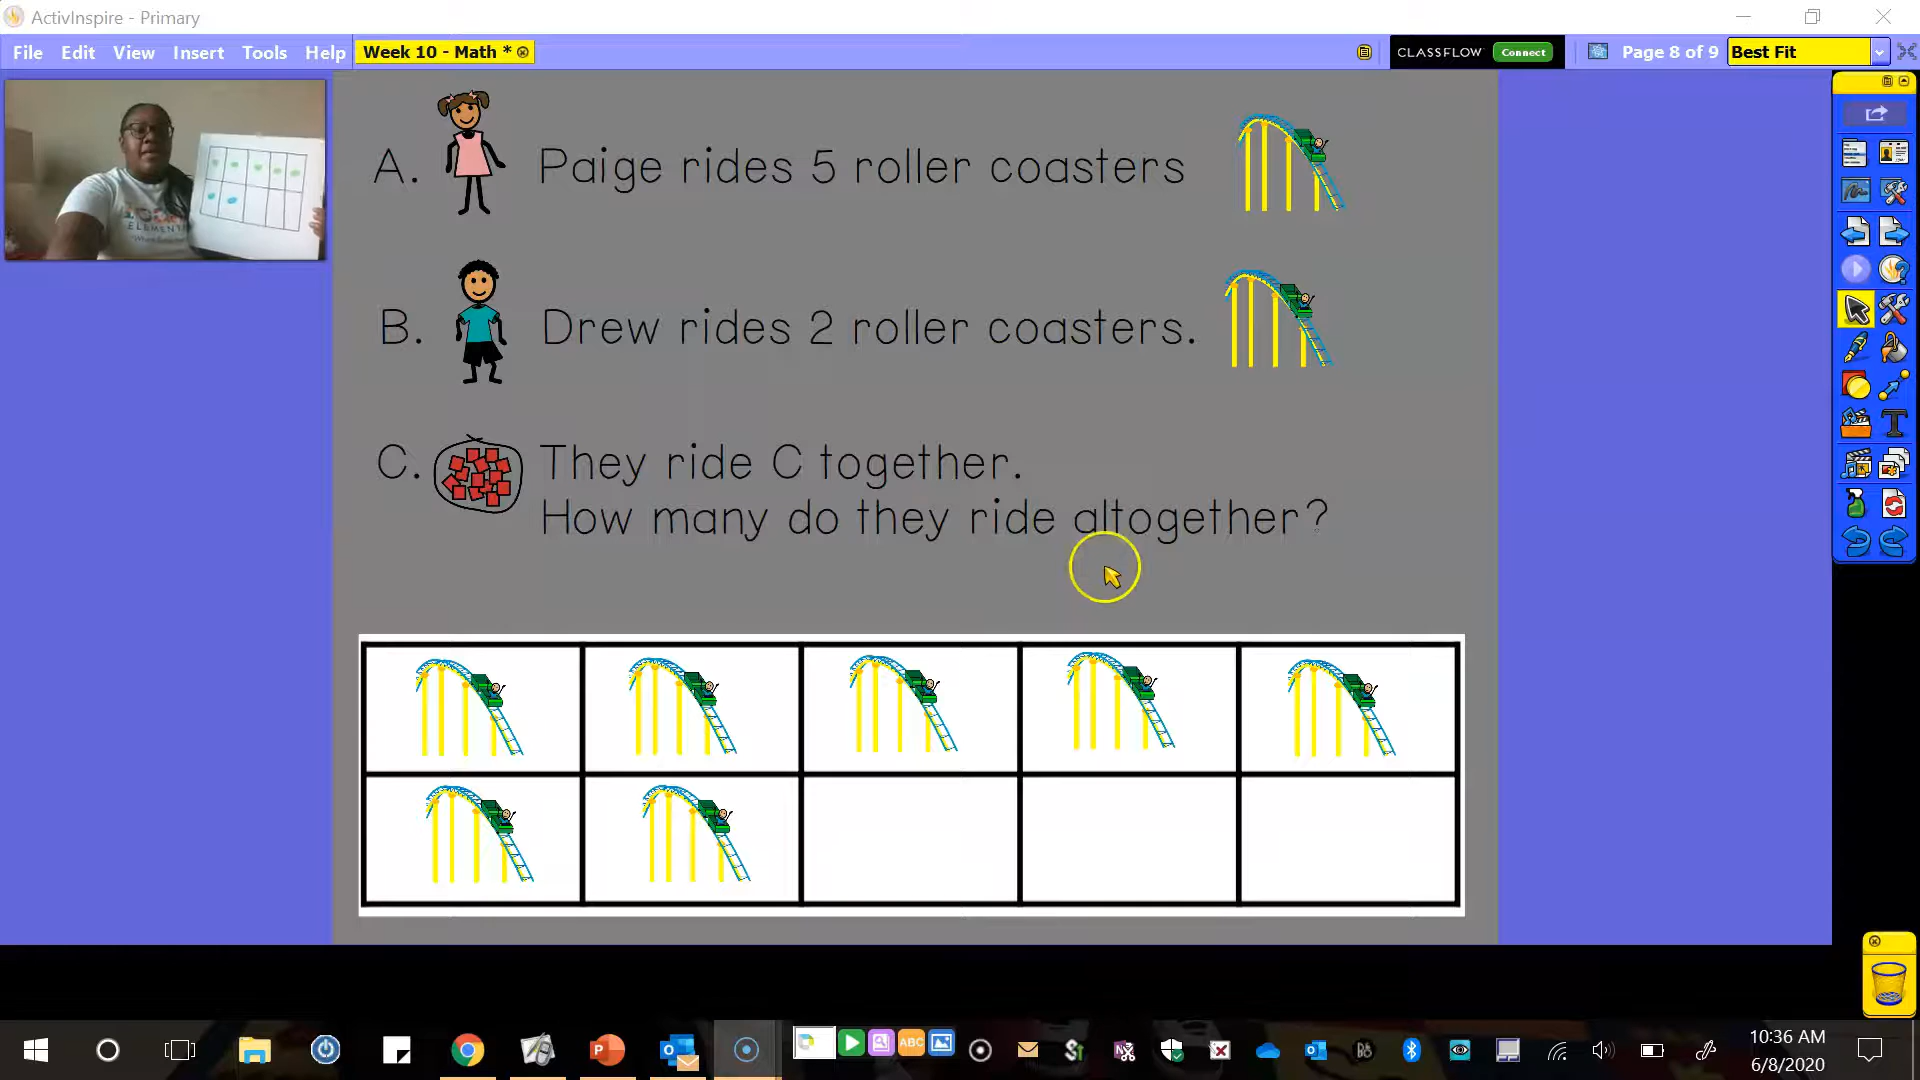 ActivInspire - Primary
File Edit View Insert Tools Help Week 10 - Math * CLASSFLOW Connect Page 8 of 9 Best Fit
A. Paige rides 5 roller coasters
B. Drew rides 2 roller coasters.
C. They ride C together.
How many do they ride altogether?
ABC
10:36 AM
6/8/2020